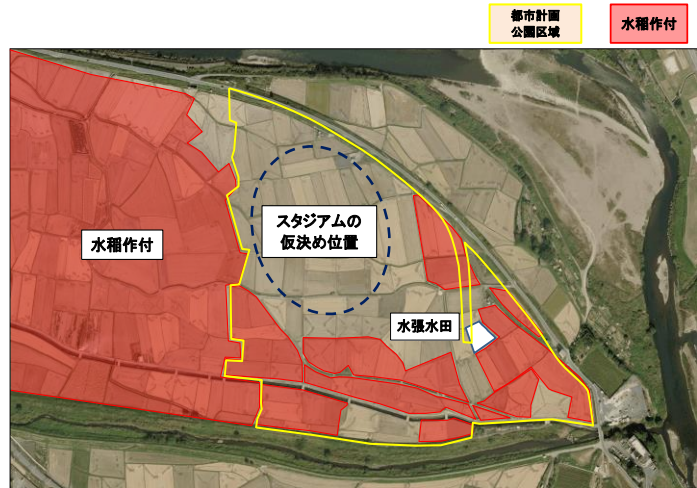 都市計画
公園区域
水稲作付
水稲作付
スタジアムの
仮決め位置
水張水田